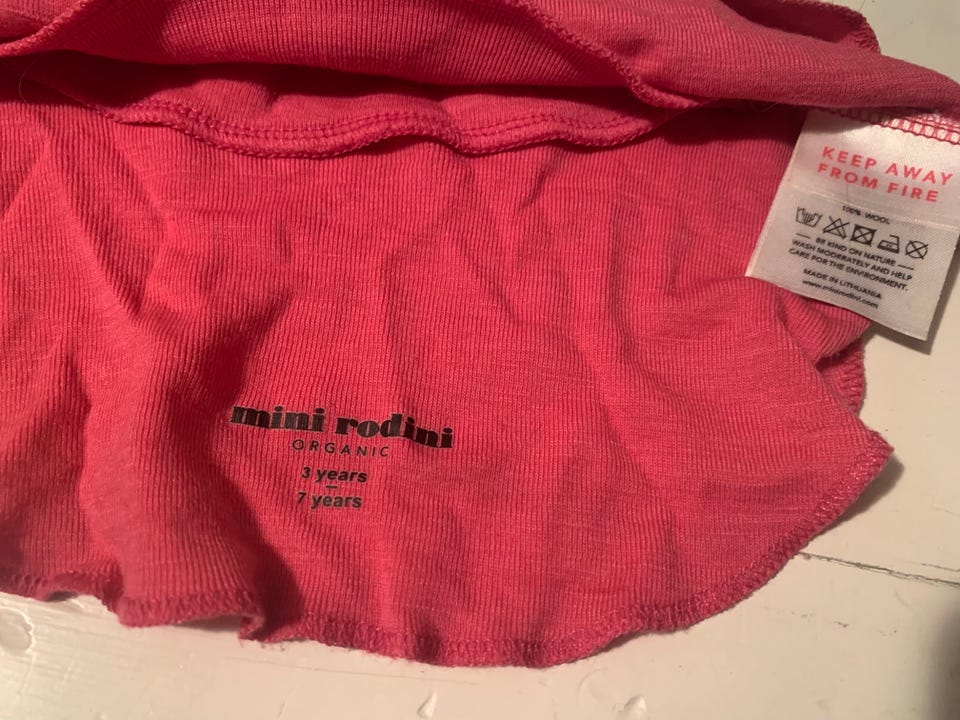 KEEP AWAY
FROM FIRE
100% WOOL
BE KIND ON NATURE
WASH MODERATELY AND HELP
CARE FOR THE ENVIRONMENT.
MADE IN LITHUANIA
www.minirodini.com
mini rodini
ORGANIC
3 years
–
7 years